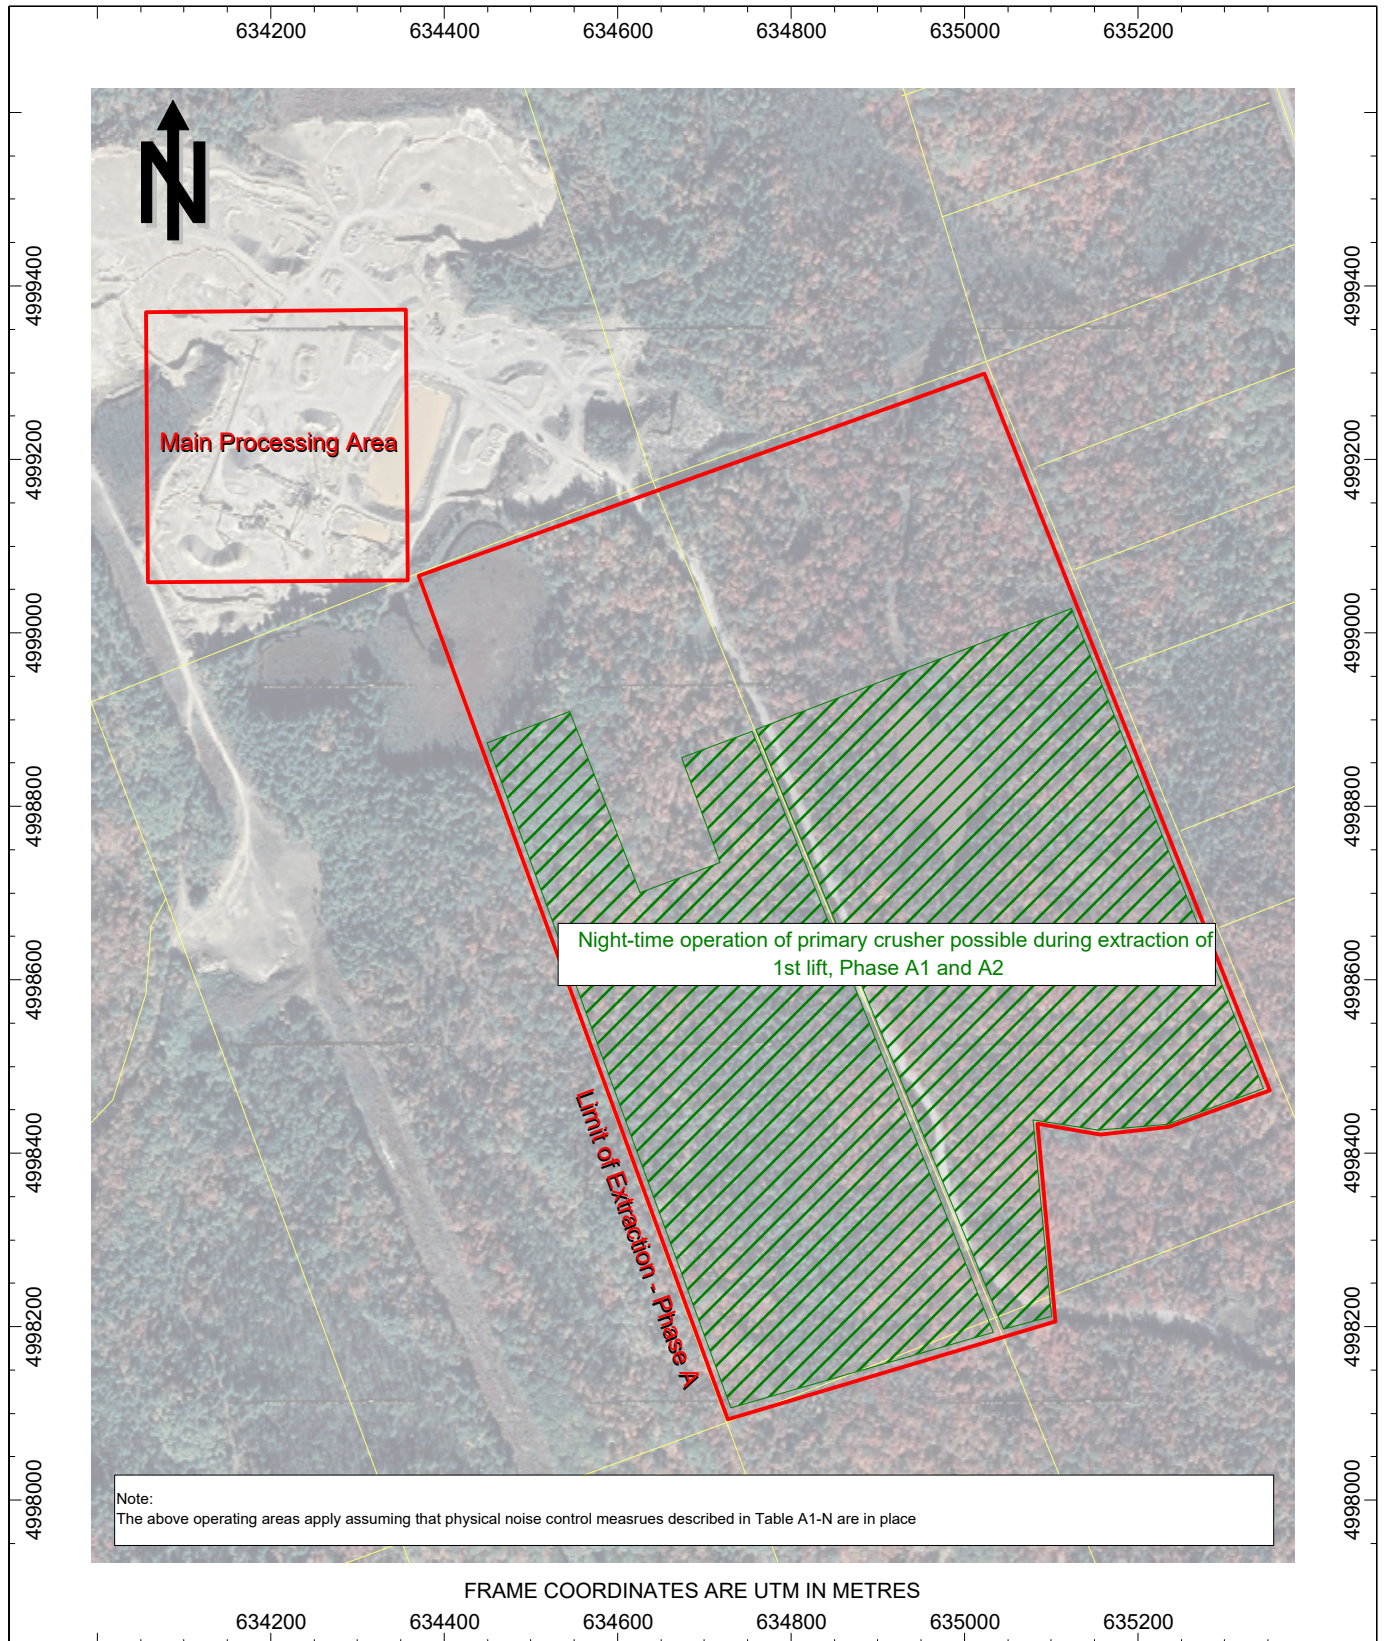 634200 634400 634600 634800 635000 635200
N
4999400 4999400
Main Processing Area
4999200 4999200
4999000 4999000
4998800 4998800
Night-time operation of primary crusher possible during extraction of
1st lift, Phase A1 and A2
4998600 4998600
Limit of Extraction - Phase A
4998400 4998400
4998200 4998200
4998000 4998000
Note:
The above operating areas apply assuming that physical noise control measrues described in Table A1-N are in place
FRAME COORDINATES ARE UTM IN METRES
634200 634400 634600 634800 635000 635200